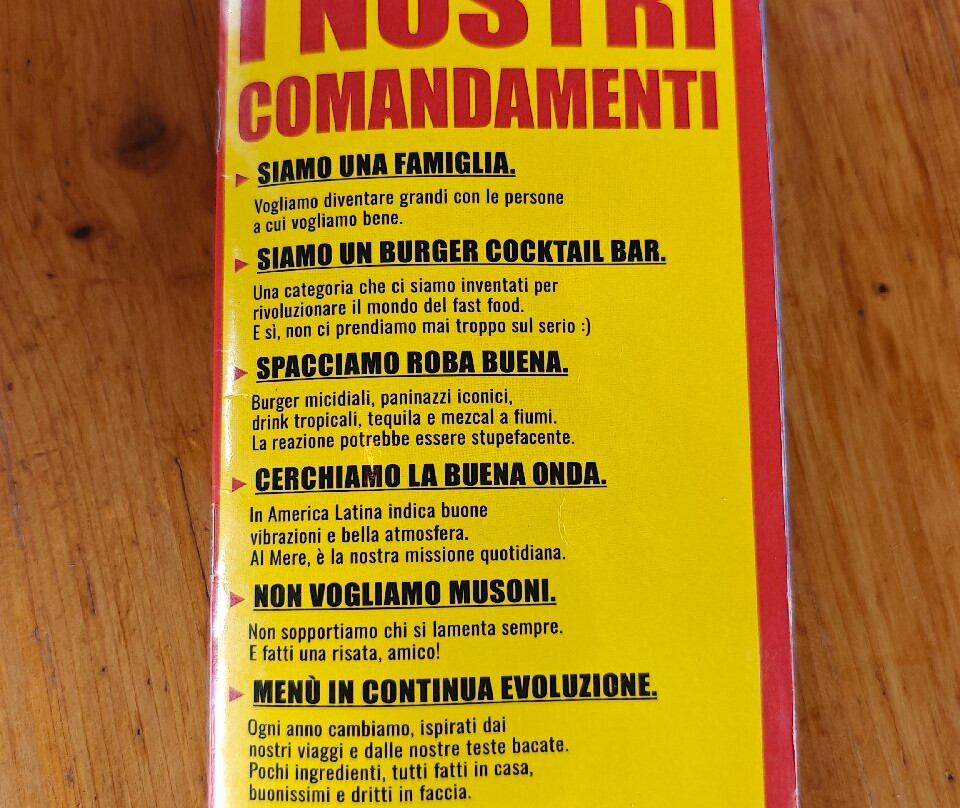 I NOSTRI
COMANDAMENTI
SIAMO UNA FAMIGLIA.
Vogliamo diventare grandi con le persone
a cui vogliamo bene.
SIAMO UN BURGER COCKTAIL BAR.
Una categoria che ci siamo inventati per
rivoluzionare il mondo del fast food.
E sì, non ci prendiamo mai troppo sul serio :)
SPACCIAMO ROBA BUENA.
Burger micidiali, paninazzi iconici,
drink tropicali, tequila e mezcal a fiumi.
La reazione potrebbe essere stupefacente.
CERCHIAMO LA BUENA ONDA.
In America Latina indica buone
vibrazioni e bella atmosfera.
Al Mere, è la nostra missione quotidiana.
NON VOGLIAMO MUSONI.
Non sopportiamo chi si lamenta sempre.
E fatti una risata, amico!
MENÙ IN CONTINUA EVOLUZIONE.
Ogni anno cambiamo, ispirati dai
nostri viaggi e dalle nostre teste bacate.
Pochi ingredienti, tutti fatti in casa,
buonissimi e dritti in faccia.